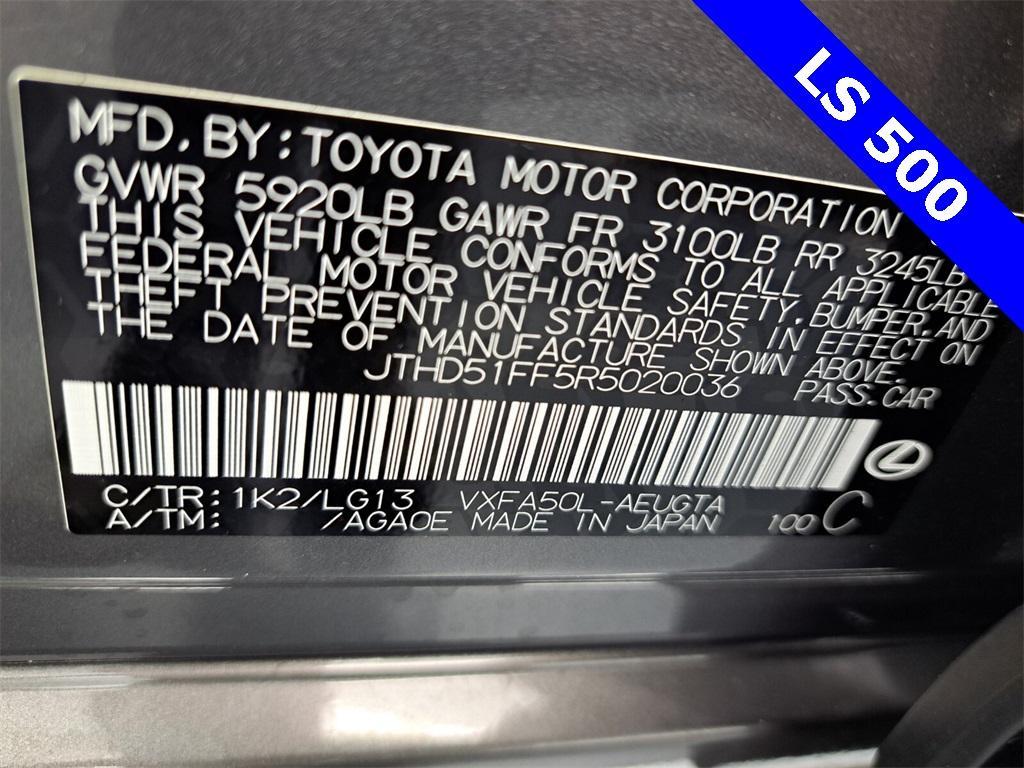 LS 500
MFD. BY: TOYOTA MOTOR CORPORATION
GVWR 5920LB GAWR FR 3100LB RR 3245LB
THIS VEHICLE CONFORMS TO ALL APPLICABLE
FEDERAL MOTOR VEHICLE SAFETY, BUMPER, AND
THEFT PREVENTION STANDARDS IN EFFECT ON
THE DATE OF MANUFACTURE SHOWN ABOVE.
JTHD51FF5R5020036 PASS.CAR
C/TR: 1K2/LG13 VXFA50L-AEUGTA
A/TM: /AGA0E MADE IN JAPAN 100 C